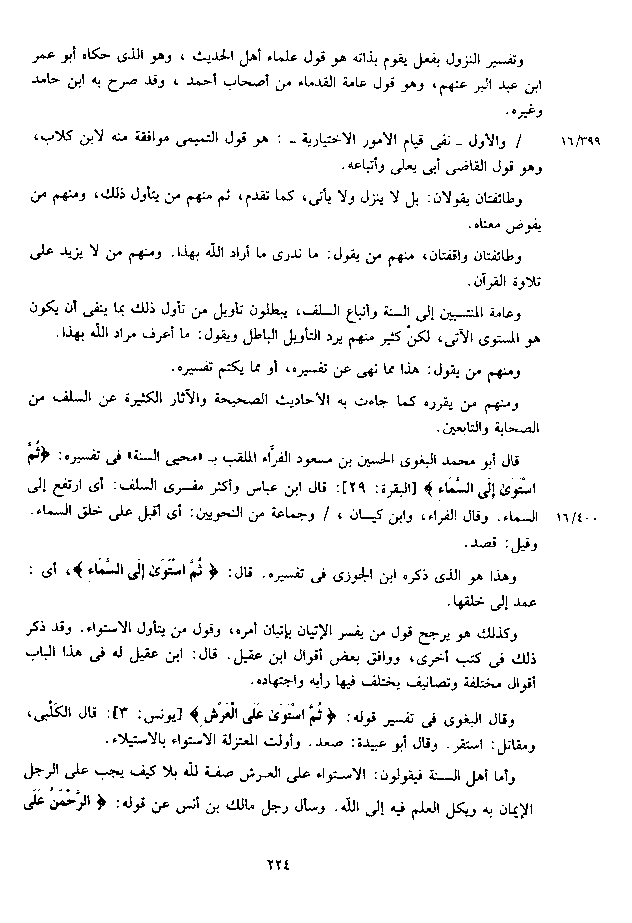 وتفسير النزول بفعل يقوم بذاته هو قول علماء أهل الحديث ، وهو الذى حكاه أبو عمر
ابن عبد البر عنهم، وهو قول عامة القدماء من أصحاب أحمد ، وقد صرح به ابن حامد
وغيره.
١٦/٣٩٩ / والأول ـ نفى قيام الأمور الاختيارية ـ : هو قول التميمى موافقة منه لابن كلاب،
وهو قول القاضى أبى يعلى وأتباعه.
وطائفتان يقولان: بل لا ينزل ولا يأتى، كما تقدم، ثم منهم من يتأول ذلك، ومنهم من
يفوض معناه.
وطائفتان واقفتان، منهم من يقول: ما ندرى ما أراد الله بهذا. ومنهم من لا يزيد على
تلاوة القرآن.
وعامة المنتسبين إلى السنة وأتباع السلف، يبطلون تأويل من تأول ذلك بما ينفى أن يكون
هو المستوى الآتى، لكنْ كثير منهم يرد التأويل الباطل ويقول: ما أعرف مراد الله بهذا.
ومنهم من يقول: هذا مما نهى عن تفسيره، أو مما يكتم تفسيره.
ومنهم من يقرره كما جاءت به الأحاديث الصحيحة والآثار الكثيرة عن السلف من
الصحابة والتابعين.
قال أبو محمد البغوى الحسين بن مسعود الفرَّاء الملقب بـ «محيى السنة» فى تفسيره: ﴿ثُمَّ
اسْتَوَىٰ إِلَى السَّمَاءِ ﴾ [البقرة: ٢٩]: قال ابن عباس وأكثر مفسرى السلف: أى ارتفع إلى
١٦/٤٠٠ السماء. وقال الفراء، وابن كيسان ، / وجماعة من النحويين: أى أقبل على خلق السماء.
وقيل: قصد.
وهذا هو الذى ذكره ابن الجوزى فى تفسيره. قال: ﴿ ثُمَّ اسْتَوَىٰ إِلَى السَّمَاءِ ﴾، أى :
عمد إلى خلقها.
وكذلك هو يرجح قول من يفسر الإتيان بإتيان أمره، وقول من يتأول الاستواء. وقد ذكر
ذلك فى كتب أخرى، ووافق بعض أقوال ابن عقيل. قال: ابن عقيل له فى هذا الباب
أقوال مختلفة وتصانيف يختلف فيها رأيه واجتهاده.
وقال البغوى فى تفسير قوله: ﴿ ثُمَّ اسْتَوَىٰ عَلَى الْعَرْشِ ﴾ [يونس: ٣]: قال الكَلْبى،
ومقاتل: استقر. وقال أبو عبيدة: صعد. وأولت المعتزلة الاستواء بالاستيلاء.
وأما أهل السنة فيقولون: الاستواء على العرش صفة لله بلا كيف يجب على الرجل
الإيمان به ويكل العلم فيه إلى الله. وسأل رجل مالك بن أنس عن قوله: ﴿ الرَّحْمَنُ عَلَى
٢٢٤